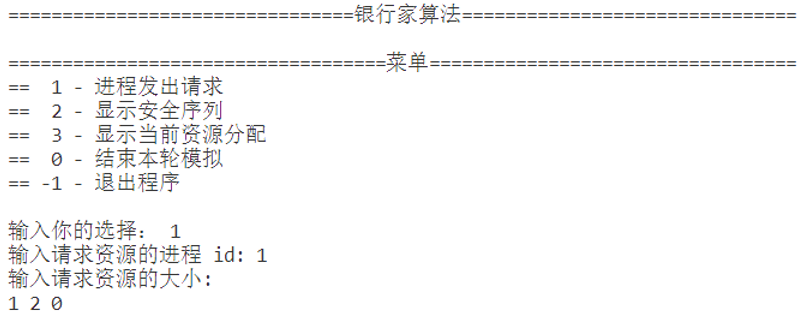 ================================银行家算法===============================
===================================菜单==================================
==  1 - 进程发出请求
==  2 - 显示安全序列
==  3 - 显示当前资源分配
==  0 - 结束本轮模拟
== -1 - 退出程序
输入你的选择： 1
输入请求资源的进程 id: 1
输入请求资源的大小:
1 2 0